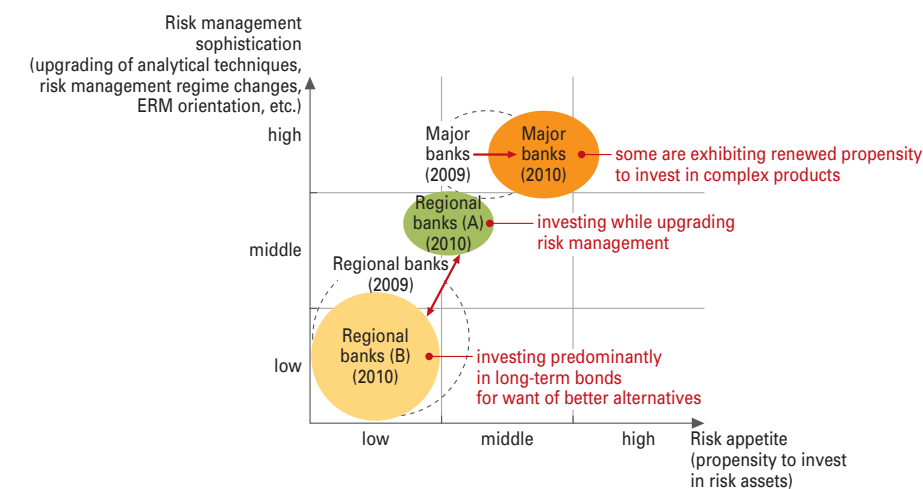 Risk management
sophistication
(upgrading of analytical techniques,
risk management regime changes,
ERM orientation, etc.)
high
Major
banks
(2009)
Major
banks
(2010)
some are exhibiting renewed propensity
to invest in complex products
Regional
banks (A)
(2010)
investing while upgrading
risk management
middle
Regional banks
(2009)
Regional
banks (B)
(2010)
investing predominantly
in long-term bonds
for want of better alternatives
low
low
middle
high
Risk appetite
(propensity to invest
in risk assets)